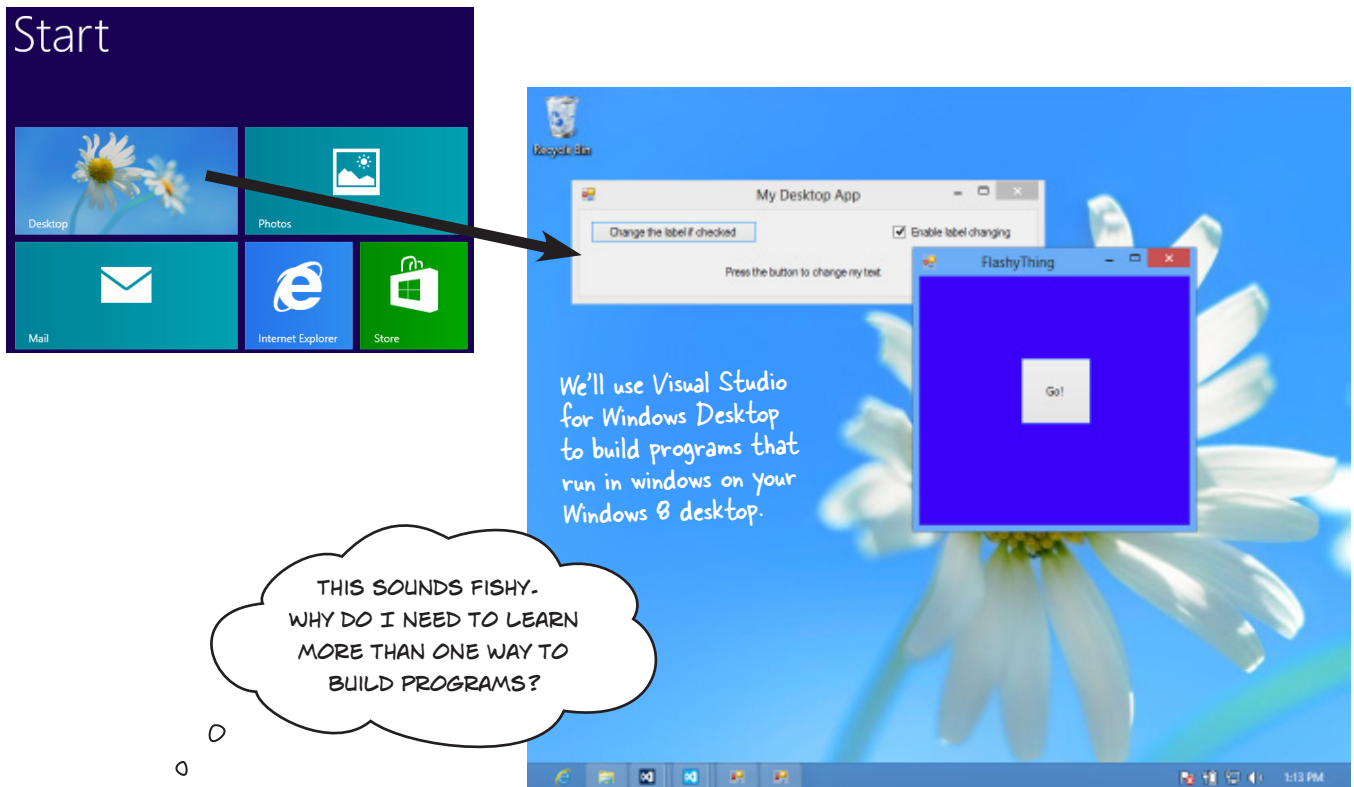 Start
Desktop
Photos
Mail
Internet Explorer
Store
Recycle Bin
My Desktop App
Change the label if checked
Enable label changing
Press the button to change my text
FlashyThing
Go!
We'll use Visual Studio
for Windows Desktop
to build programs that
run in windows on your
Windows 8 desktop.
THIS SOUNDS FISHY.
WHY DO I NEED TO LEARN
MORE THAN ONE WAY TO
BUILD PROGRAMS?
1:13 PM